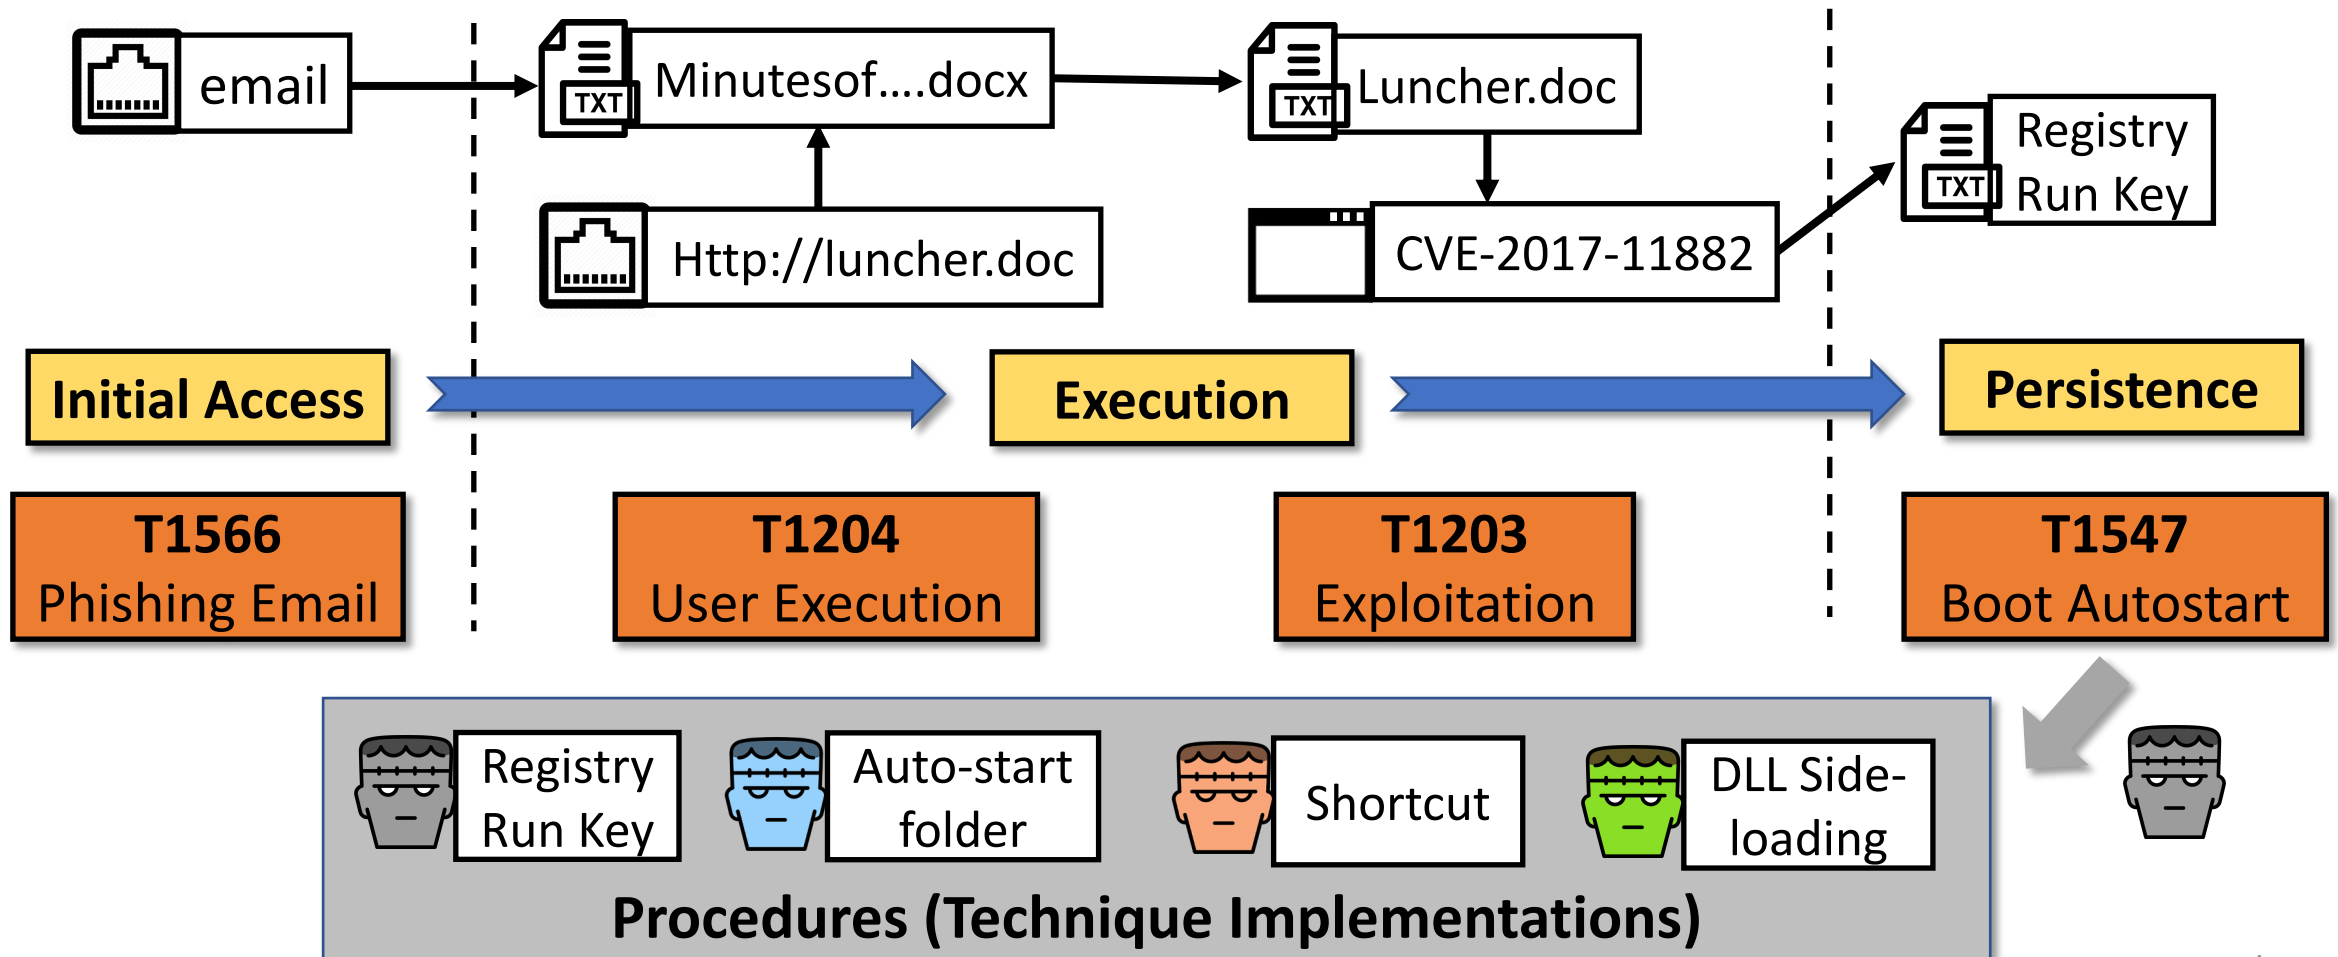 email
TXT
Minutesof....docx
TXT
Luncher.doc
TXT
Registry
Run Key
Http://luncher.doc
CVE-2017-11882
Initial Access
Execution
Persistence
T1566
Phishing Email
T1204
User Execution
T1203
Exploitation
T1547
Boot Autostart
Registry
Run Key
Auto-start
folder
Shortcut
DLL Side-
loading
Procedures (Technique Implementations)